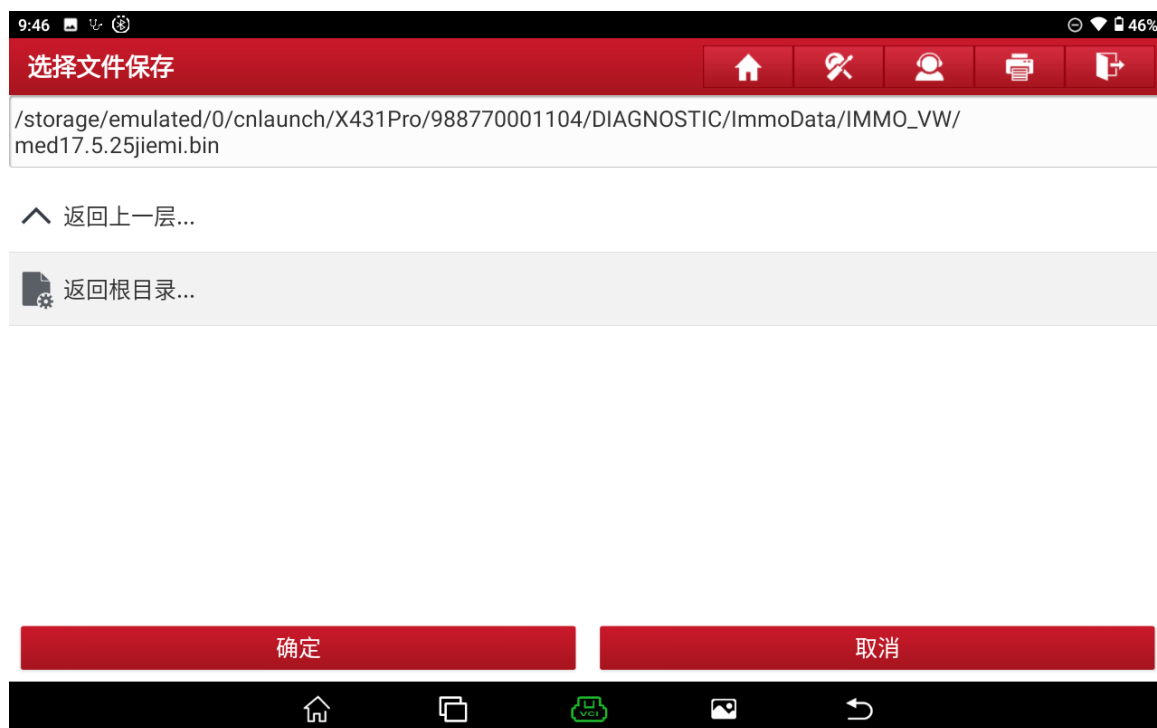 9:46
46%
选择文件保存
/storage/emulated/0/cnlaunch/X431Pro/988770001104/DIAGNOSTIC/ImmoData/IMMO_VW/
med17.5.25jiemi.bin
返回上一层...
返回根目录...
确定
取消
VCI